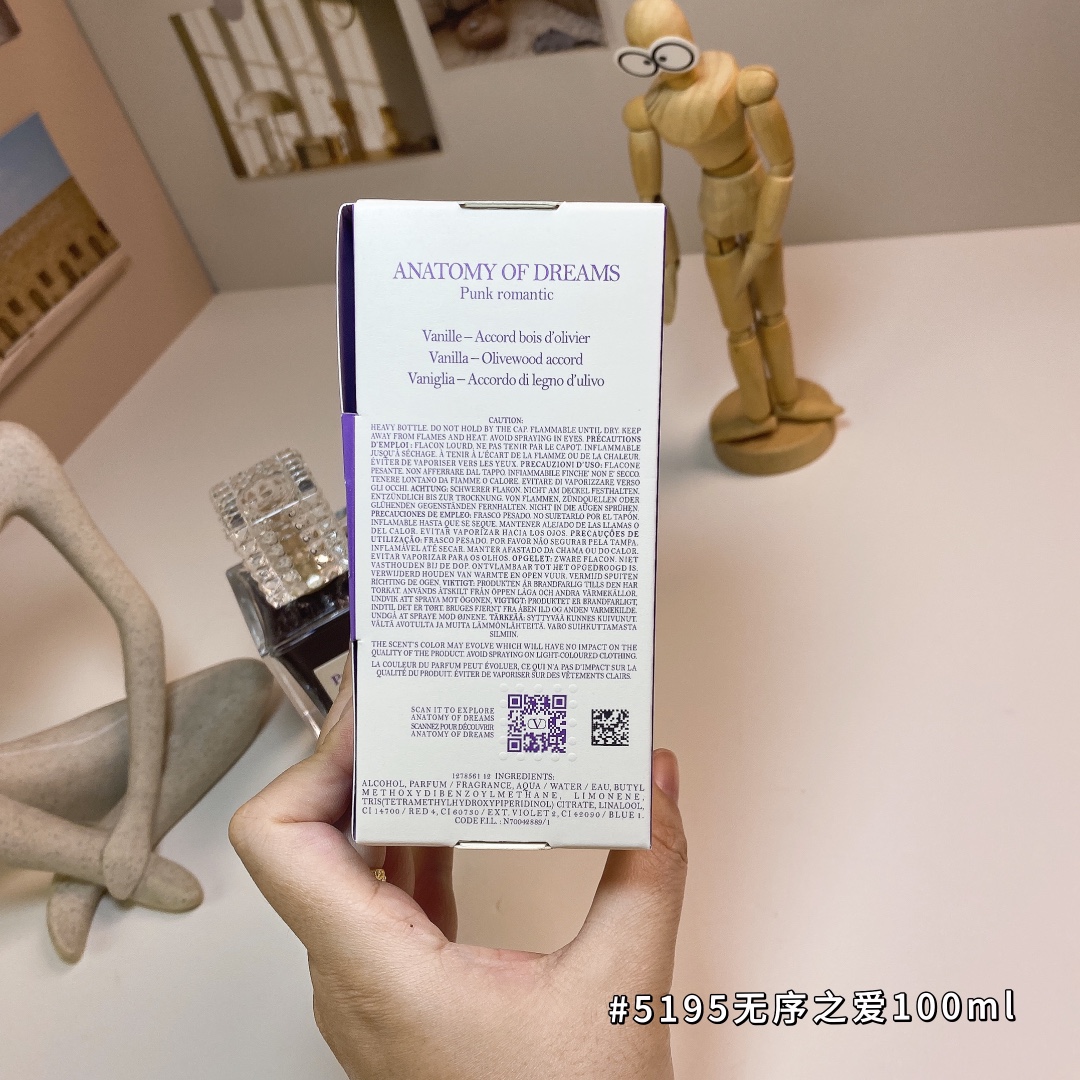 ANATOMY OF DREAMS
Punk romantic
Vanille – Accord bois d'olivier
Vanilla – Olivewood accord
Vaniglia – Accordo di legno d'ulivo
CAUTION:
HEAVY BOTTLE. DO NOT HOLD BY THE CAP. FLAMMABLE UNTIL DRY. KEEP
AWAY FROM FLAMES AND HEAT. AVOID SPRAYING IN EYES. PRÉCAUTIONS
D'EMPLOI : FLACON LOURD, NE PAS TENIR PAR LE CAPOT. INFLAMMABLE
JUSQU'À SÉCHAGE. À TENIR À L'ÉCART DE LA FLAMME OU DE LA CHALEUR.
ÉVITER DE VAPORISER VERS LES YEUX. PRECAUZIONI D'USO: FLACONE
PESANTE. NON AFFERRARE DAL TAPPO. INFIAMMABILE FINCHE' NON E' SECCO.
TENERE LONTANO DA FIAMME O CALORE. EVITARE DI VAPORIZZARE VERSO
GLI OCCHI. ACHTUNG: SCHWERER FLAKON. NICHT AM DECKEL FESTHALTEN.
ENTZÜNDLICH BIS ZUR TROCKNUNG. VON FLAMMEN, ZÜNDQUELLEN ODER
GLÜHENDEN GEGENSTÄNDEN FERNHALTEN. NICHT IN DIE AUGEN SPRÜHEN.
PRECAUCIONES DE EMPLEO: FRASCO PESADO. NO SUJETARLO POR EL TAPÓN.
INFLAMABLE HASTA QUE SE SEQUE. MANTENER ALEJADO DE LAS LLAMAS O
DEL CALOR. EVITAR VAPORIZAR HACIA LOS OJOS. PRECAUÇÕES DE
UTILIZAÇÃO: FRASCO PESADO. POR FAVOR NÃO SEGURAR PELA TAMPA.
INFLAMÁVEL ATÉ SECAR. MANTER AFASTADO DA CHAMA OU DO CALOR.
EVITAR VAPORIZAR PARA OS OLHOS. OPGELET: ZWARE FLACON. NIET
VASTHOUDEN BIJ DE DOP. ONTVLAMBAAR TOT HET OPGEDROOGD IS.
VERWIJDERD HOUDEN VAN WARMTE EN OPEN VUUR. VERMIJD SPUITEN
RICHTING DE OGEN. VIKTIGT: PRODUKTEN ÄR BRANDFARLIG TILLS DEN HAR
TORKAT. ANVÄNDS ÅTSKILT FRÅN ÖPPEN LÅGA OCH ANDRA VÄRMEKÄLLOR.
UNDVIK ATT SPRAYA MOT ÖGONEN. VIGTIGT: PRODUKTET ER BRANDFARLIGT,
INDTIL DET ER TØRT. BRUGES FJERNT FRA ÅBEN ILD OG ANDEN VARMEKILDE.
UNDGÅ AT SPRAYE MOD ØJNENE. TÄRKEÄÄ: SYTTYVÄÄ KUNNES KUIVUNUT.
VÄLTÄ AVOTULTA JA MUITA LÄMMÖNLÄHTEITÄ. VARO SUIHKUTTAMASTA
SILMIIN.
THE SCENT'S COLOR MAY EVOLVE WHICH WILL HAVE NO IMPACT ON THE
QUALITY OF THE PRODUCT. AVOID SPRAYING ON LIGHT-COLOURED CLOTHING.
LA COULEUR DU PARFUM PEUT ÉVOLUER, CE QUI N'A PAS D'IMPACT SUR LA
QUALITÉ DU PRODUIT. ÉVITER DE VAPORISER SUR DES VÊTEMENTS CLAIRS.
SCAN IT TO EXPLORE
ANATOMY OF DREAMS
SCANNEZ POUR DÉCOUVRIR
ANATOMY OF DREAMS
V
1278561 12 INGREDIENTS:
ALCOHOL, PARFUM / FRAGRANCE, AQUA / WATER / EAU, BUTYL
METHOXYDIBENZOYLMETHANE, LIMONENE,
TRIS(TETRAMETHYLHYDROXYPIPERIDINOL) CITRATE, LINALOOL,
CI 14700 / RED 4, CI 60730 / EXT. VIOLET 2, CI 42090 / BLUE 1.
CODE F.I.L. : N70042889/1
#5195无序之爱100ml